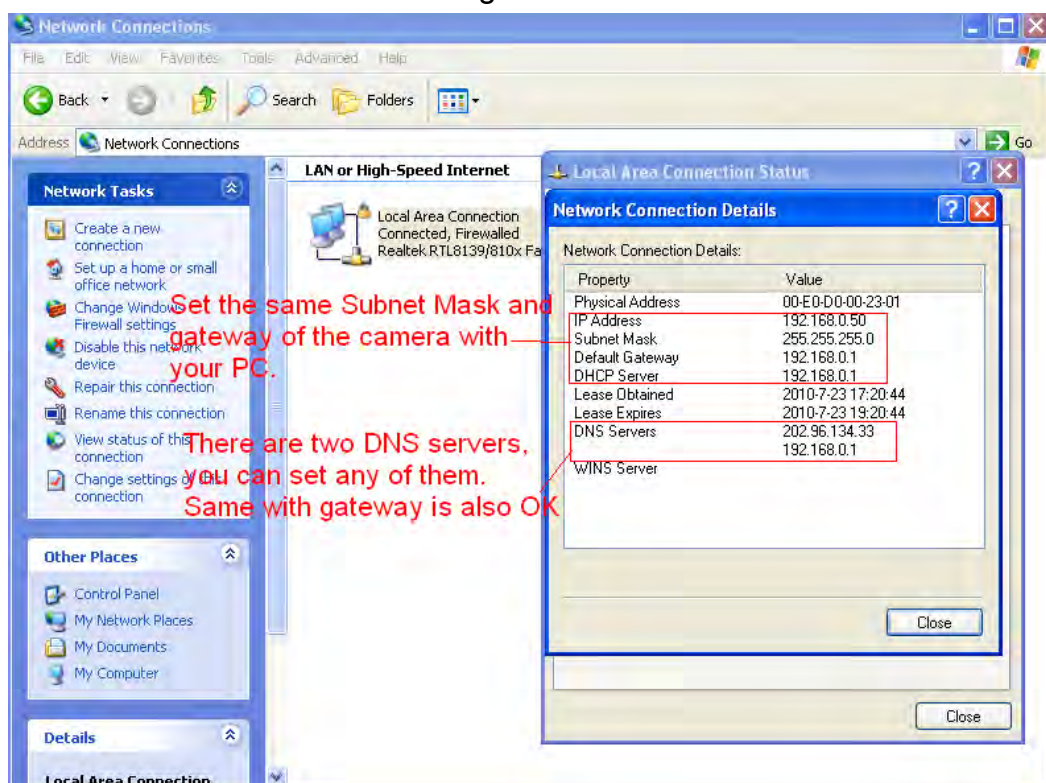 Network Connections
File Edit View Favorites Tools Advanced Help
Back Search Folders
Address Network Connections Go
LAN or High-Speed Internet
Network Tasks
Create a new
connection
Set up a home or small
office network
Change Windows
Firewall settings
Disable this network
device
Repair this connection
Rename this connection
View status of this
connection
Change settings of this
connection
Other Places
Control Panel
My Network Places
My Documents
My Computer
Details
Local Area Connection
Local Area Connection
Connected, Firewalled
Realtek RTL8139/810x Fa
Set the same Subnet Mask and
gateway of the camera with
your PC.
There are two DNS servers,
you can set any of them.
Same with gateway is also OK
Local Area Connection Status
Network Connection Details
Network Connection Details:
Property Value
Physical Address 00-E0-D0-00-23-01
IP Address 192.168.0.50
Subnet Mask 255.255.255.0
Default Gateway 192.168.0.1
DHCP Server 192.168.0.1
Lease Obtained 2010-7-23 17:20:44
Lease Expires 2010-7-23 19:20:44
DNS Servers 202.96.134.33
192.168.0.1
WINS Server
Close
Close